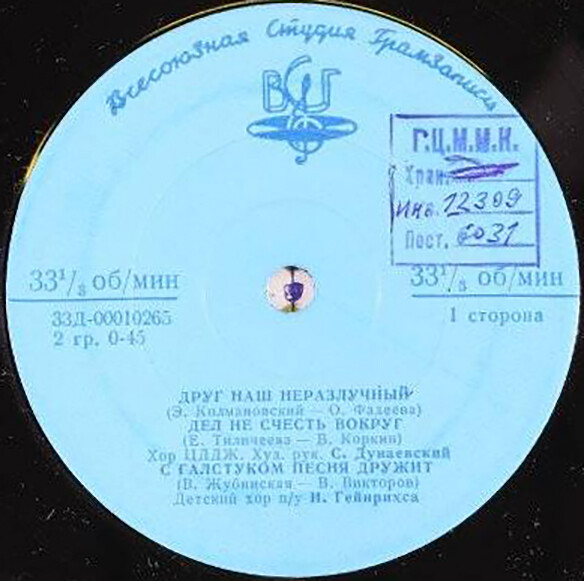 Всесоюзная Студия Грамзаписи
ВСГ
Г.Ц.М.М.К.
Хран.
Инв. 12309
Пост. 6031
33¹/₃ об/мин
33¹/₃ об/мин
33Д-00010265
2 гр. 0-45
1 сторона
ДРУГ НАШ НЕРАЗЛУЧНЫЙ
(Э. Колмановский — О. Фадеева)
ДЕЛ НЕ СЧЕСТЬ ВОКРУГ
(Е. Тиличеева — В. Коркин)
Хор ЦДДЖ. Худ. рук. С. Дунаевский
С ГАЛСТУКОМ ПЕСНЯ ДРУЖИТ
(В. Жубинская — В. Викторов)
Детский хор п/у И. Гейнрихса